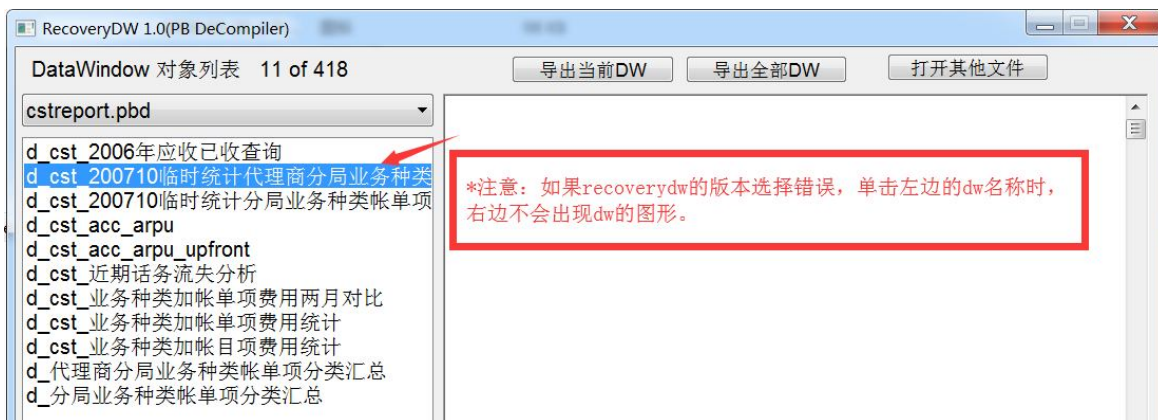 RecoveryDW 1.0(PB DeCompiler)
DataWindow 对象列表 11 of 418
导出当前DW
导出全部DW
打开其他文件
cstreport.pbd
d_cst_2006年应收已收查询
d_cst_200710临时统计代理商分局业务种类
d_cst_200710临时统计分局业务种类帐单项
d_cst_acc_arpu
d_cst_acc_arpu_upfront
d_cst_近期话务流失分析
d_cst_业务种类加帐单项费用两月对比
d_cst_业务种类加帐单项费用统计
d_cst_业务种类加帐目项费用统计
d_代理商分局业务种类帐单项分类汇总
d_分局业务种类帐单项分类汇总
*注意：如果recoverydw的版本选择错误，单击左边的dw名称时，
右边不会出现dw的图形。